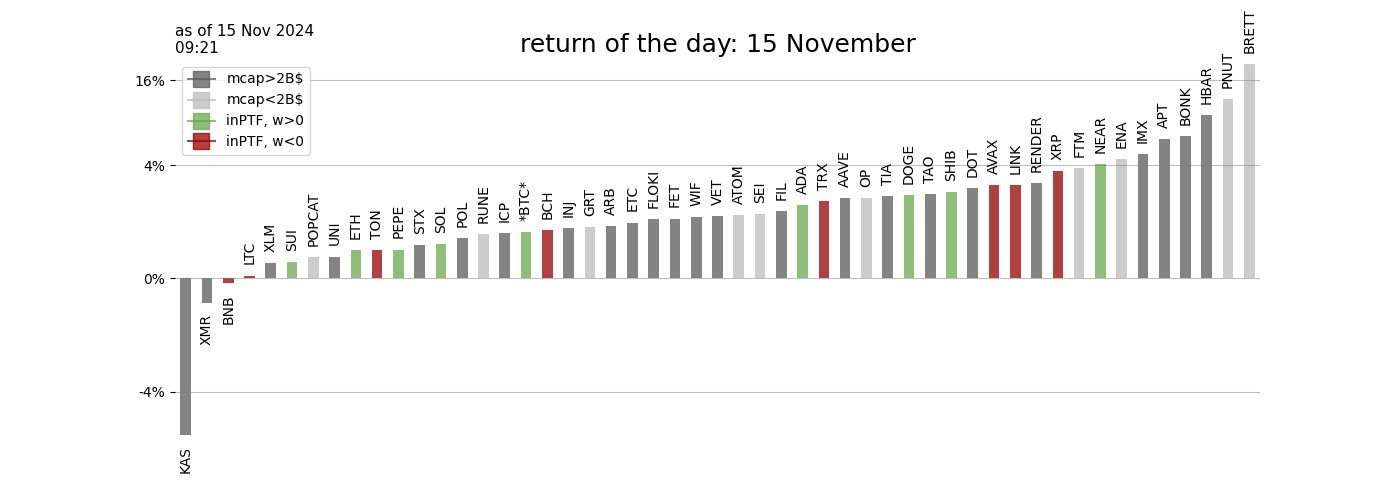 as of 15 Nov 2024
09:21
return of the day: 15 November
mcap>2B$
mcap<2B$
inPTF, w>0
inPTF, w<0
16%
4%
0%
-4%
KAS
XMR
BNB
LTC
XLM
SUI
POPCAT
UNI
ETH
TON
PEPE
STX
SOL
POL
RUNE
ICP
*BTC*
BCH
INJ
GRT
ARB
ETC
FLOKI
FET
WIF
VET
ATOM
SEI
FIL
ADA
TRX
AAVE
OP
TIA
DOGE
TAO
SHIB
DOT
AVAX
LINK
RENDER
XRP
FTM
NEAR
ENA
IMX
APT
BONK
HBAR
PNUT
BRETT